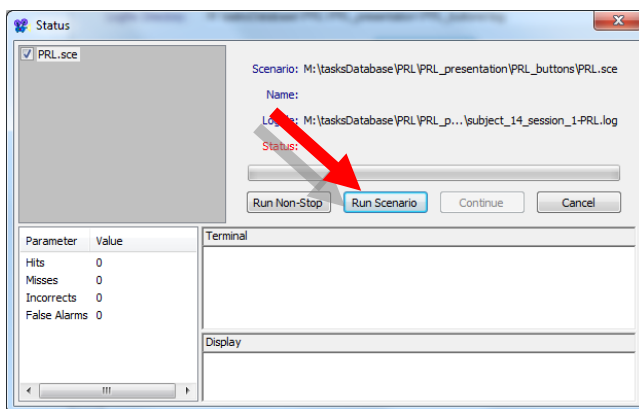 Status
PRL.sce
Scenario: M:\tasksDatabase\PRL\PRL_presentation\PRL_buttons\PRL.sce
Name:
M:\tasksDatabase\PRL\PRL_p...\subject_14_session_1-PRL.log
Status:
Run Non-Stop Run Scenario Continue Cancel
Parameter Value
Hits 0
Misses 0
Incorrects 0
False Alarms 0
Terminal
Display